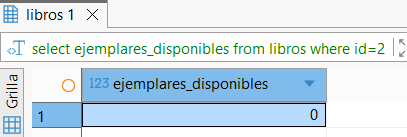 libros 1
select ejemplares_disponibles from libros where id=2
Grilla
123 ejemplares_disponibles
1
0